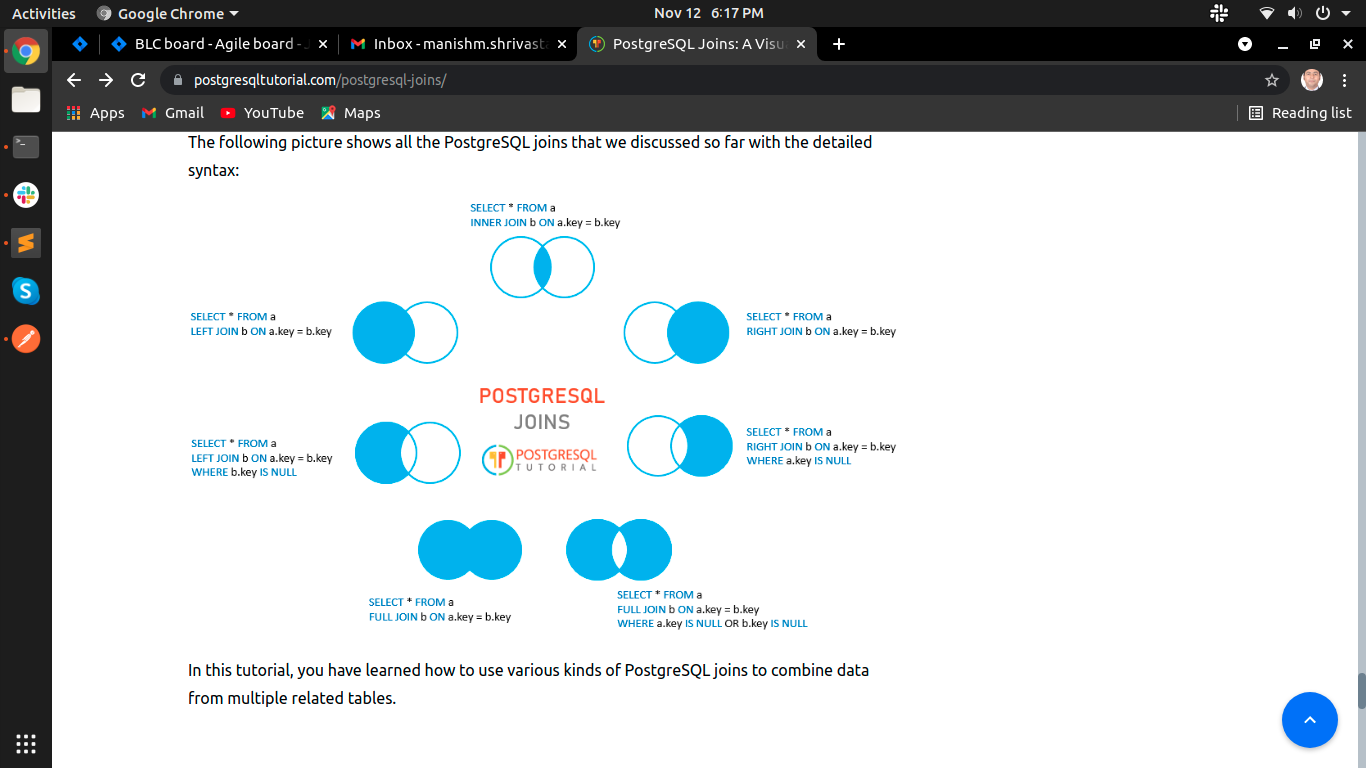 Activities
Google Chrome
Nov 12 6:17 PM
BLC board - Agile board -
Inbox - manishm.shrivast
PostgreSQL Joins: A Visu
postgresqltutorial.com/postgresql-joins/
Apps
Gmail
YouTube
Maps
Reading list
The following picture shows all the PostgreSQL joins that we discussed so far with the detailed
syntax:
SELECT * FROM a
INNER JOIN b ON a.key = b.key
SELECT * FROM a
LEFT JOIN b ON a.key = b.key
SELECT * FROM a
RIGHT JOIN b ON a.key = b.key
POSTGRESQL
JOINS
POSTGRESQL
TUTORIAL
SELECT * FROM a
LEFT JOIN b ON a.key = b.key
WHERE b.key IS NULL
SELECT * FROM a
RIGHT JOIN b ON a.key = b.key
WHERE a.key IS NULL
SELECT * FROM a
FULL JOIN b ON a.key = b.key
SELECT * FROM a
FULL JOIN b ON a.key = b.key
WHERE a.key IS NULL OR b.key IS NULL
In this tutorial, you have learned how to use various kinds of PostgreSQL joins to combine data
from multiple related tables.